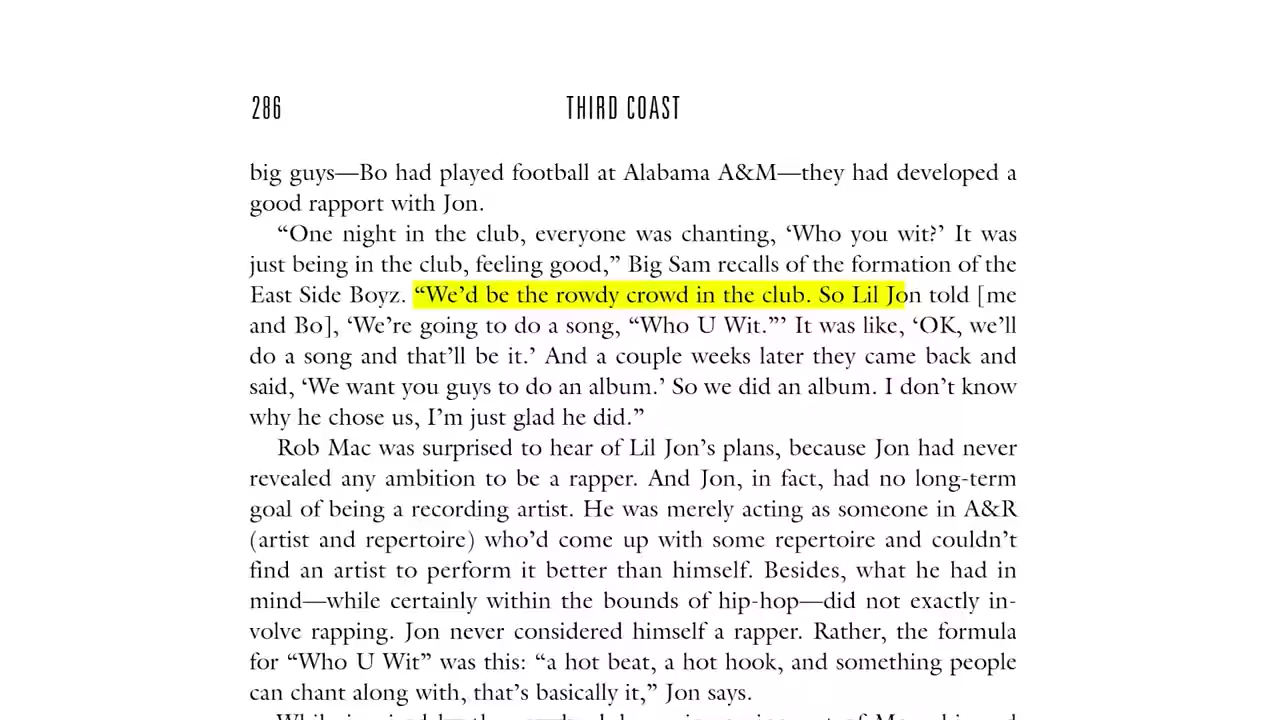 286 THIRD COAST
big guys—Bo had played football at Alabama A&M—they had developed a
good rapport with Jon.
“One night in the club, everyone was chanting, ‘Who you wit?’ It was
just being in the club, feeling good,” Big Sam recalls of the formation of the
East Side Boyz. “We’d be the rowdy crowd in the club. So Lil Jon told [me
and Bo], ‘We’re going to do a song, “Who U Wit.”’ It was like, ‘OK, we’ll
do a song and that’ll be it.’ And a couple weeks later they came back and
said, ‘We want you guys to do an album.’ So we did an album. I don’t know
why he chose us, I’m just glad he did.”
Rob Mac was surprised to hear of Lil Jon’s plans, because Jon had never
revealed any ambition to be a rapper. And Jon, in fact, had no long-term
goal of being a recording artist. He was merely acting as someone in A&R
(artist and repertoire) who’d come up with some repertoire and couldn’t
find an artist to perform it better than himself. Besides, what he had in
mind—while certainly within the bounds of hip-hop—did not exactly in-
volve rapping. Jon never considered himself a rapper. Rather, the formula
for “Who U Wit” was this: “a hot beat, a hot hook, and something people
can chant along with, that’s basically it,” Jon says.